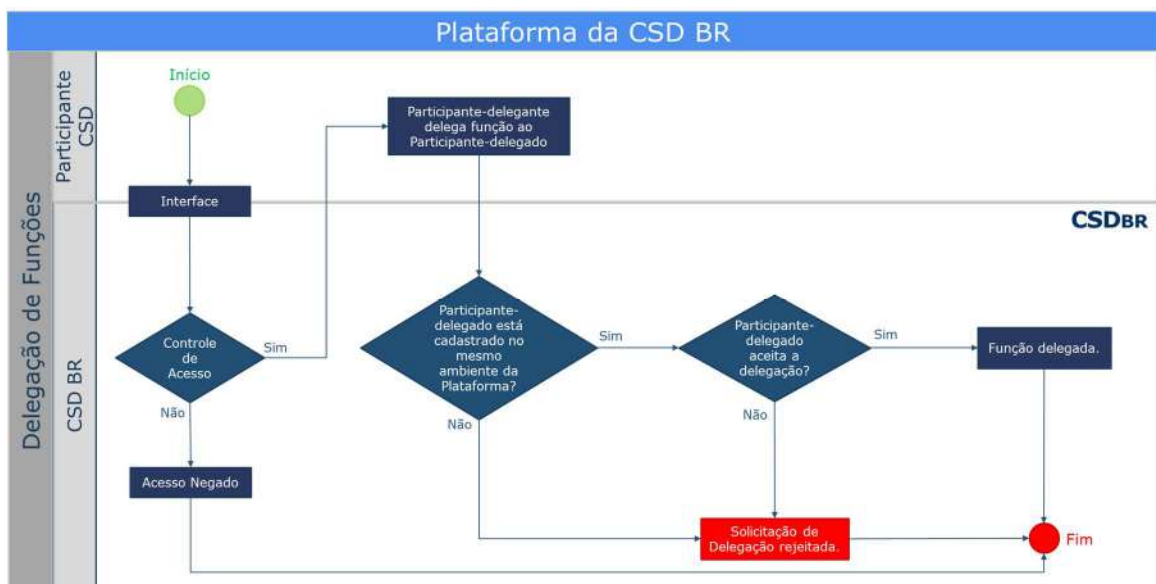 Plataforma da CSD BR
Delegação de Funções
Participante
CSD
Início
Participante-delegante
delega função ao
Participante-delegado
Interface
CSD BR
CSDBR
Controle
de
Acesso
Sim
Participante-
delegado está
cadastrado no
mesmo
ambiente da
Plataforma?
Sim
Participante-
delegado
aceita a
delegação?
Sim
Função delegada.
Não
Não
Não
Acesso Negado
Solicitação de
Delegação rejeitada.
Fim